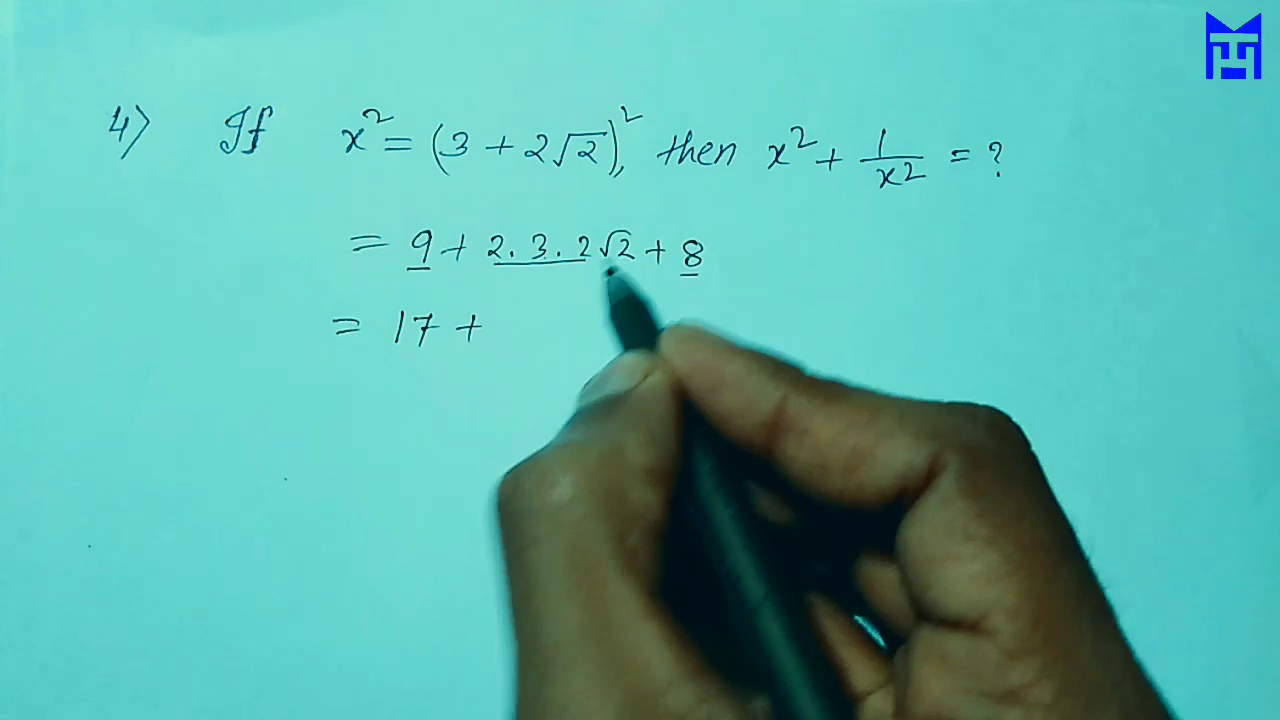 4) If x² = (3 + 2√2)², then x² + 1/x² = ?
= 9 + 2.3.2√2 + 8
= 17 +